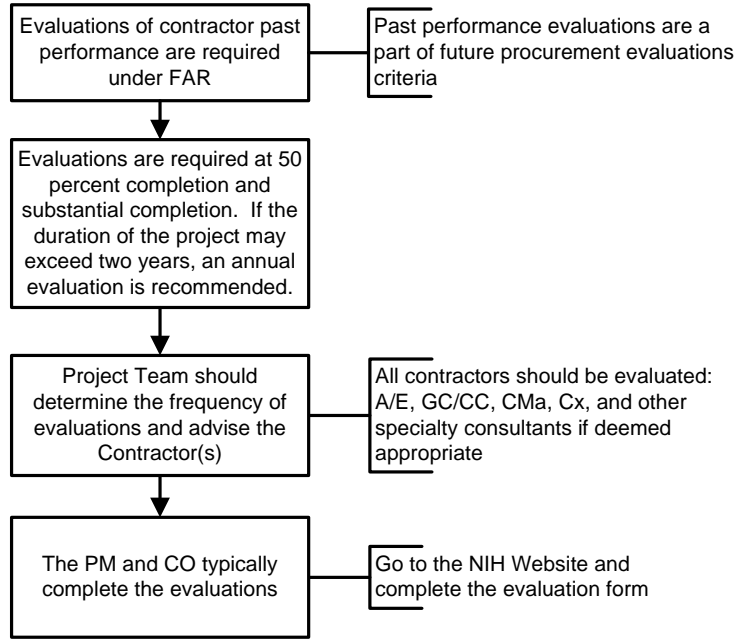 Evaluations of contractor past
performance are required
under FAR
Past performance evaluations are a
part of future procurement evaluations
criteria
Evaluations are required at 50
percent completion and
substantial completion.  If the
duration of the project may
exceed two years, an annual
evaluation is recommended.
Project Team should
determine the frequency of
evaluations and advise the
Contractor(s)
All contractors should be evaluated:
A/E, GC/CC, CMa, Cx, and other
specialty consultants if deemed
appropriate
The PM and CO typically
complete the evaluations
Go to the NIH Website and
complete the evaluation form